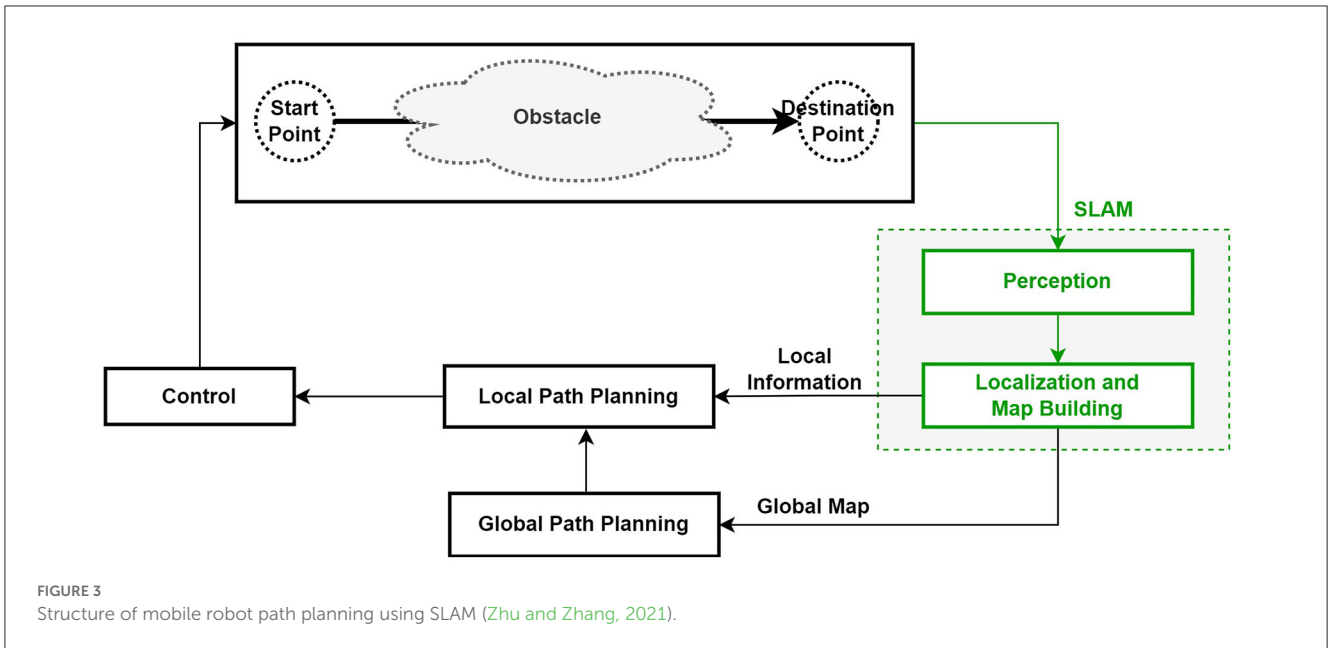 Start
Point
Obstacle
Destination
Point
SLAM
Perception
Local
Information
Localization and
Map Building
Control
Local Path Planning
Global Path Planning
Global Map
FIGURE 3
Structure of mobile robot path planning using SLAM (Zhu and Zhang, 2021).